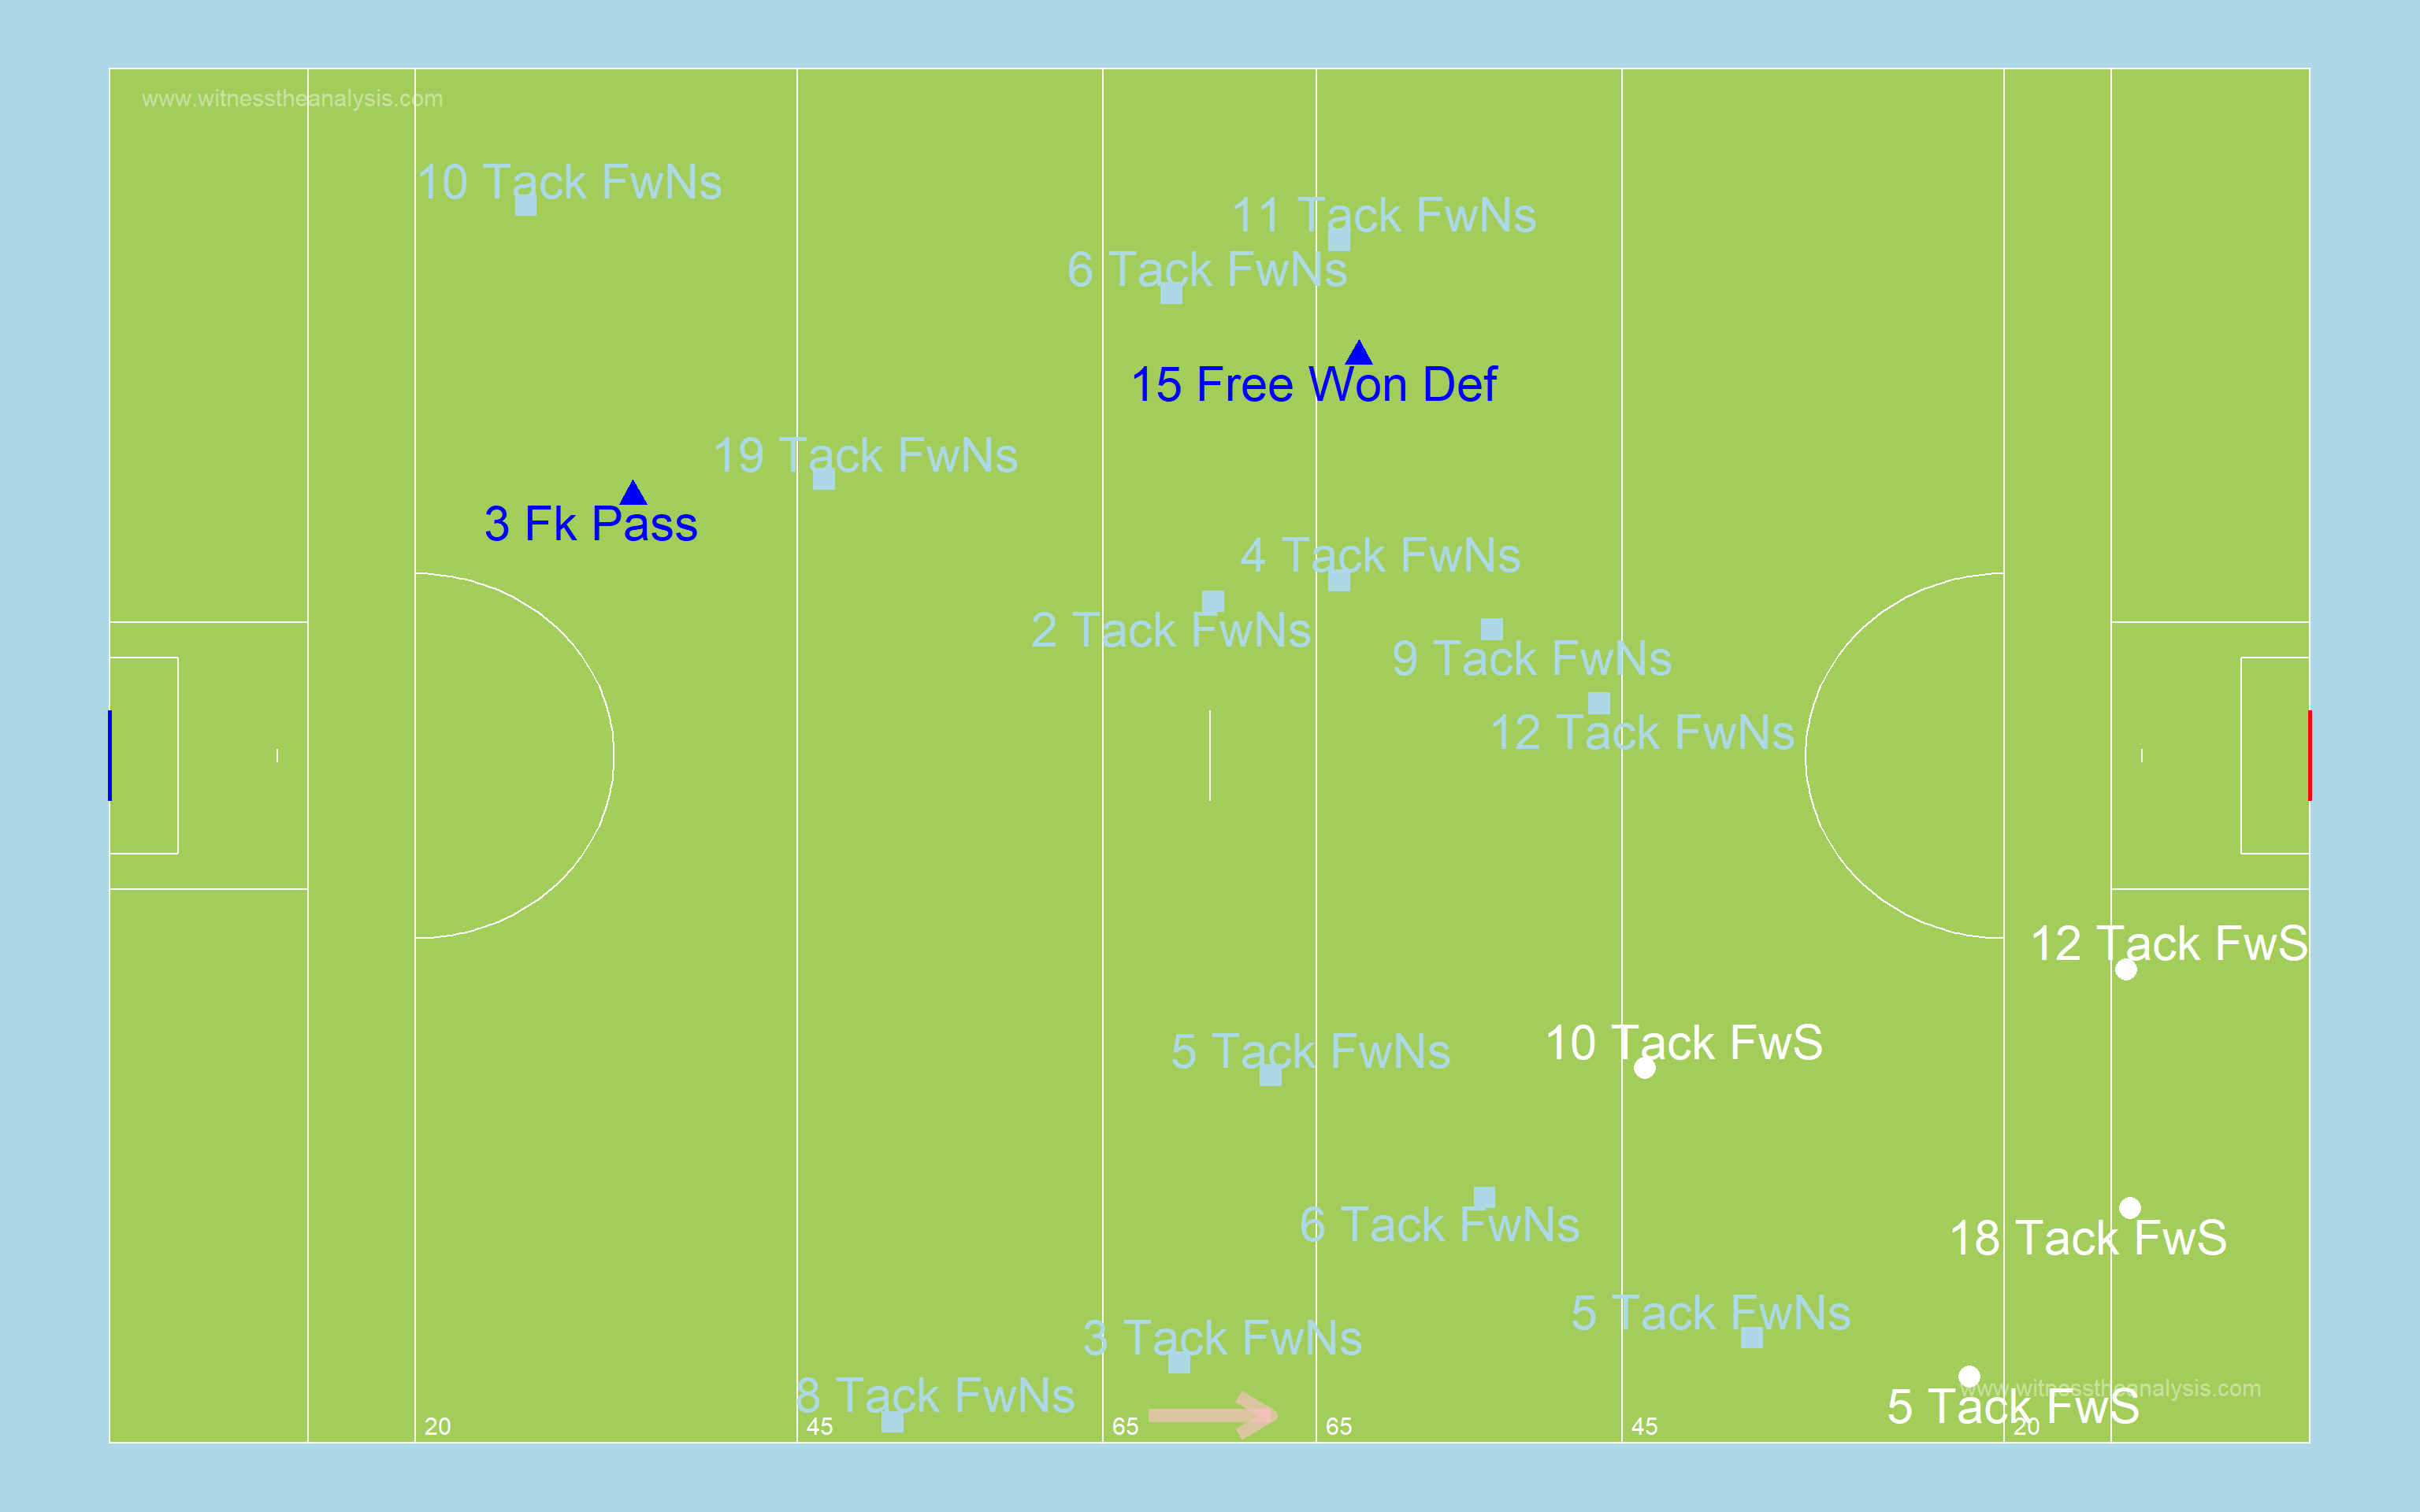 www.witnesstheanalysis.com
10 Tack FwNs
11 Tack FwNs
6 Tack FwNs
15 Free Won Def
19 Tack FwNs
3 Fk Pass
4 Tack FwNs
2 Tack FwNs
9 Tack FwNs
12 Tack FwNs
12 Tack FwS
10 Tack FwS
5 Tack FwNs
6 Tack FwNs
18 Tack FwS
5 Tack FwNs
3 Tack FwNs
www.witnesstheanalysis.com
8 Tack FwNs
5 Tack FwS
20 45 65 65 45 20